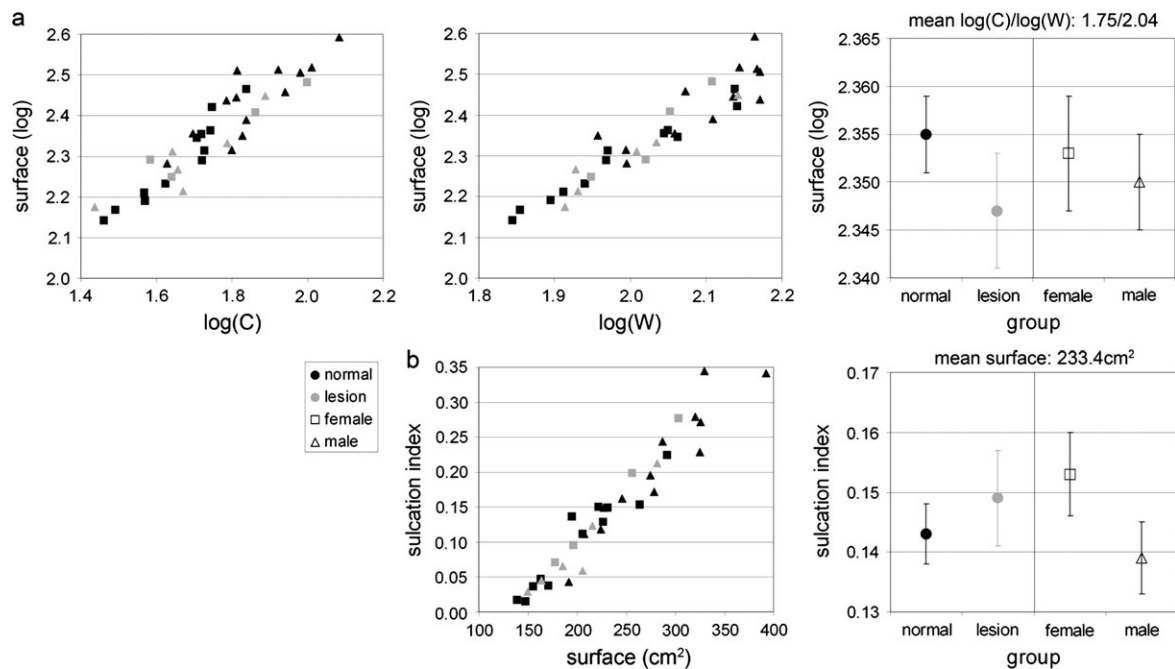 a
surface (log)
2.6
2.5
2.4
2.3
2.2
2.1
2.0
1.4 1.6 1.8 2.0 2.2
log(C)
surface (log)
2.6
2.5
2.4
2.3
2.2
2.1
2.0
1.8 1.9 2.0 2.1 2.2
log(W)
mean log(C)/log(W): 1.75/2.04
surface (log)
2.365
2.360
2.355
2.350
2.345
2.340
normal lesion female male
group
normal
lesion
female
male
b
sulcation index
0.35
0.30
0.25
0.20
0.15
0.10
0.05
0.00
100 150 200 250 300 350 400
surface (cm²)
mean surface: 233.4cm²
sulcation index
0.17
0.16
0.15
0.14
0.13
normal lesion female male
group